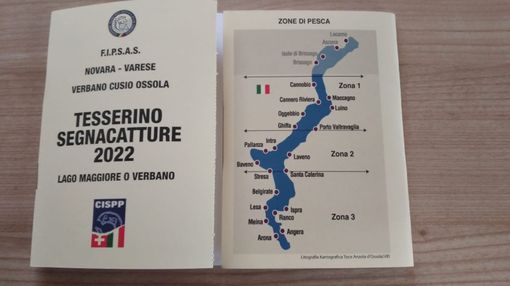 F.I.P.S.A.S.
NOVARA - VARESE
VERBANO CUSIO OSSOLA
TESSERINO
SEGNACATTURE
2022
LAGO MAGGIORE O VERBANO
CISPP
ZONE DI PESCA
Locarno
Ascona
Isole di Brissago
Brissago
Cannobio
Zona 1
Maccagno
Cannero Riviera
Luino
Oggebbio
Ghiffa
Porto Valtravaglia
Intra
Pallanza
Zona 2
Laveno
Baveno
Stresa
Santa Caterina
Belgirate
Lesa
Ispra
Zona 3
Ranco
Meina
Angera
Arona